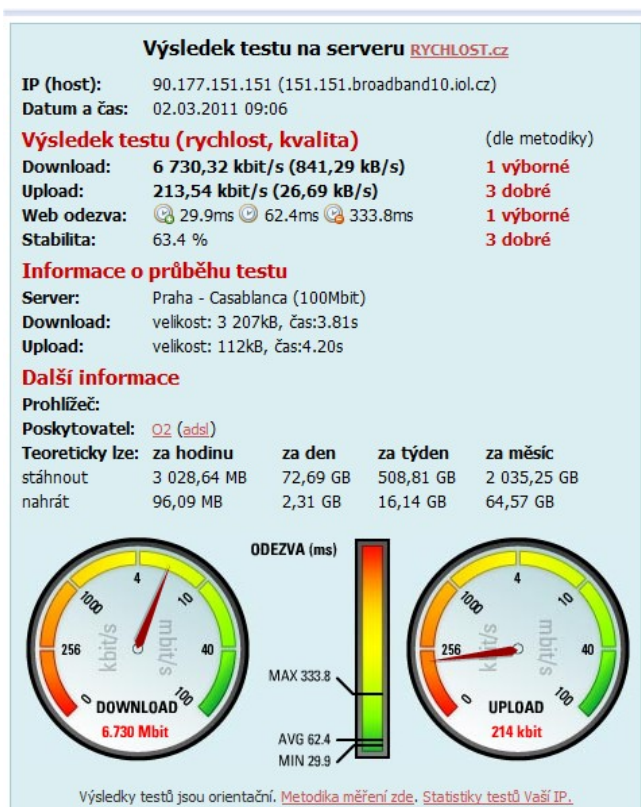 Výsledek testu na serveru RYCHLOST.cz
IP (host): 90.177.151.151 (151.151.broadband10.iol.cz)
Datum a čas: 02.03.2011 09:06
Výsledek testu (rychlost, kvalita) (dle metodiky)
Download: 6 730,32 kbit/s (841,29 kB/s) 1 výborné
Upload: 213,54 kbit/s (26,69 kB/s) 3 dobré
Web odezva: 29.9ms 62.4ms 333.8ms 1 výborné
Stabilita: 63.4 % 3 dobré
Informace o průběhu testu
Server: Praha - Casablanca (100Mbit)
Download: velikost: 3 207kB, čas:3.81s
Upload: velikost: 112kB, čas:4.20s
Další informace
Prohlížeč:
Poskytovatel: O2 (adsl)
Teoreticky lze: za hodinu za den za týden za měsíc
stáhnout 3 028,64 MB 72,69 GB 508,81 GB 2 035,25 GB
nahrát 96,09 MB 2,31 GB 16,14 GB 64,57 GB
0 256 1000 4 10 40 100
kbit/s mbit/s
DOWNLOAD
6.730 Mbit
ODEZVA (ms)
MAX 333.8
AVG 62.4
MIN 29.9
0 256 1000 4 10 40 100
kbit/s mbit/s
UPLOAD
214 kbit
Výsledky testů jsou orientační. Metodika měření zde. Statistiky testů Vaší IP.